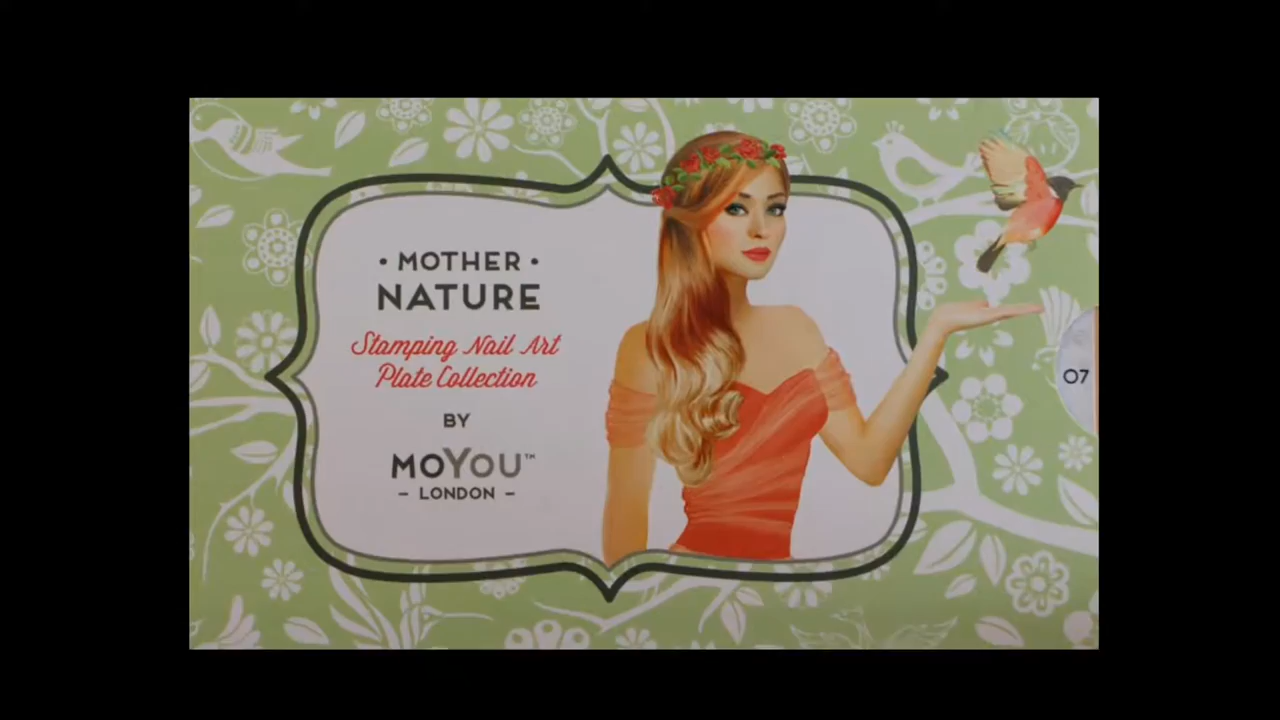 • MOTHER •
NATURE
Stamping Nail Art
Plate Collection
BY
MOYOU™
– LONDON –
07